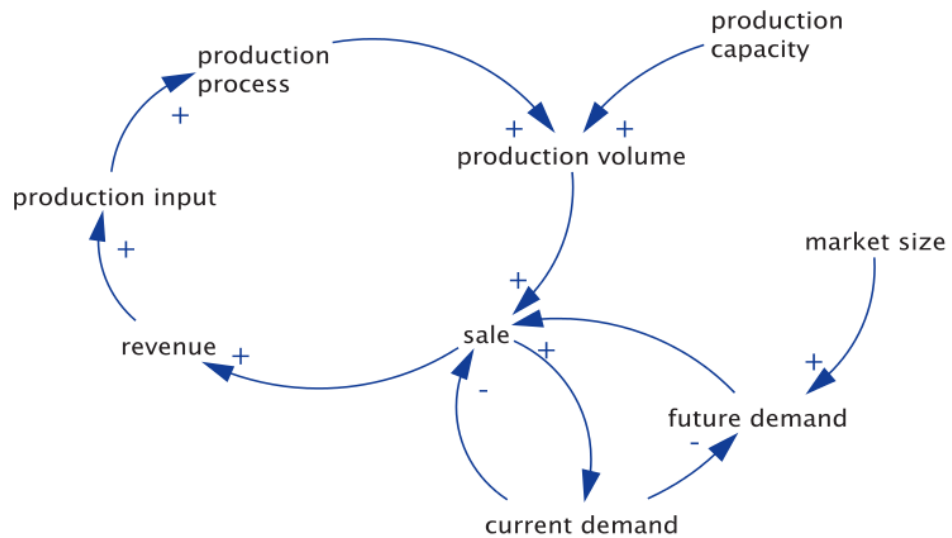 production
capacity
production
process
+
+
+
production volume
production input
+
market size
+
sale
+
revenue
+
+
-
future demand
-
current demand